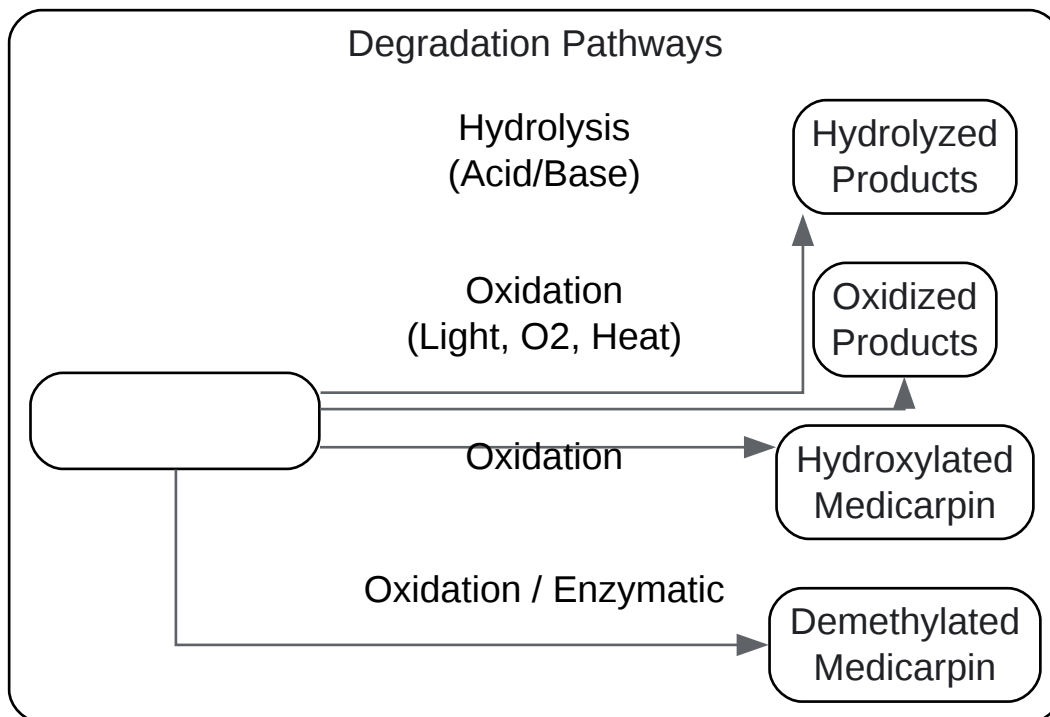 Degradation Pathways
Hydrolysis
(Acid/Base)
Hydrolyzed
Products
Oxidation
(Light, O2, Heat)
Oxidized
Products
Oxidation
Hydroxylated
Medicarpin
Oxidation / Enzymatic
Demethylated
Medicarpin